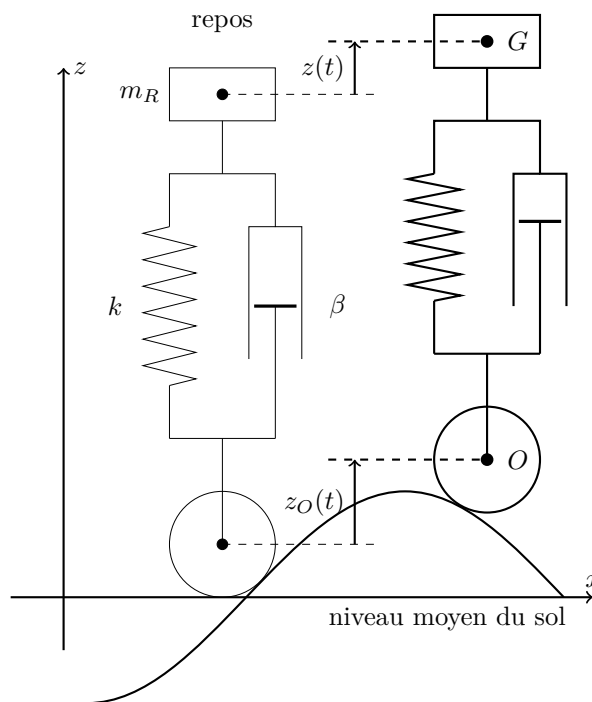 repos
z
m_R
z(t)
G
k
β
z_O(t)
O
x
niveau moyen du sol